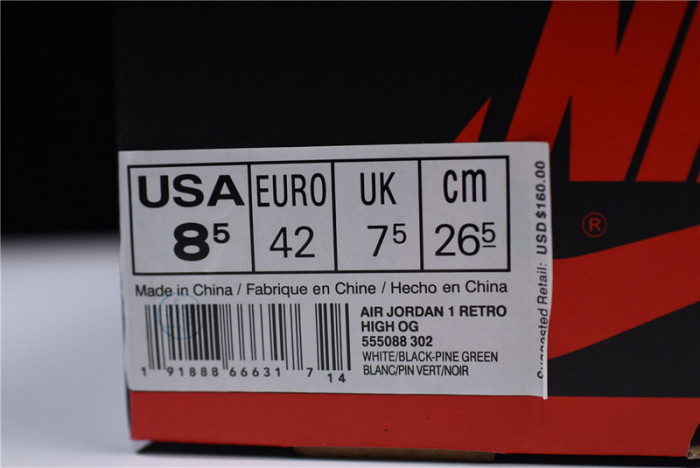 USA EURO UK cm
8⁵ 42 7⁵ 26⁵
Made in China / Fabrique en Chine / Hecho en China
AIR JORDAN 1 RETRO
HIGH OG
555088 302
WHITE/BLACK-PINE GREEN
BLANC/PIN VERT/NOIR
1 91888 66631 7 14
Suggested Retail: USD $160.00
®